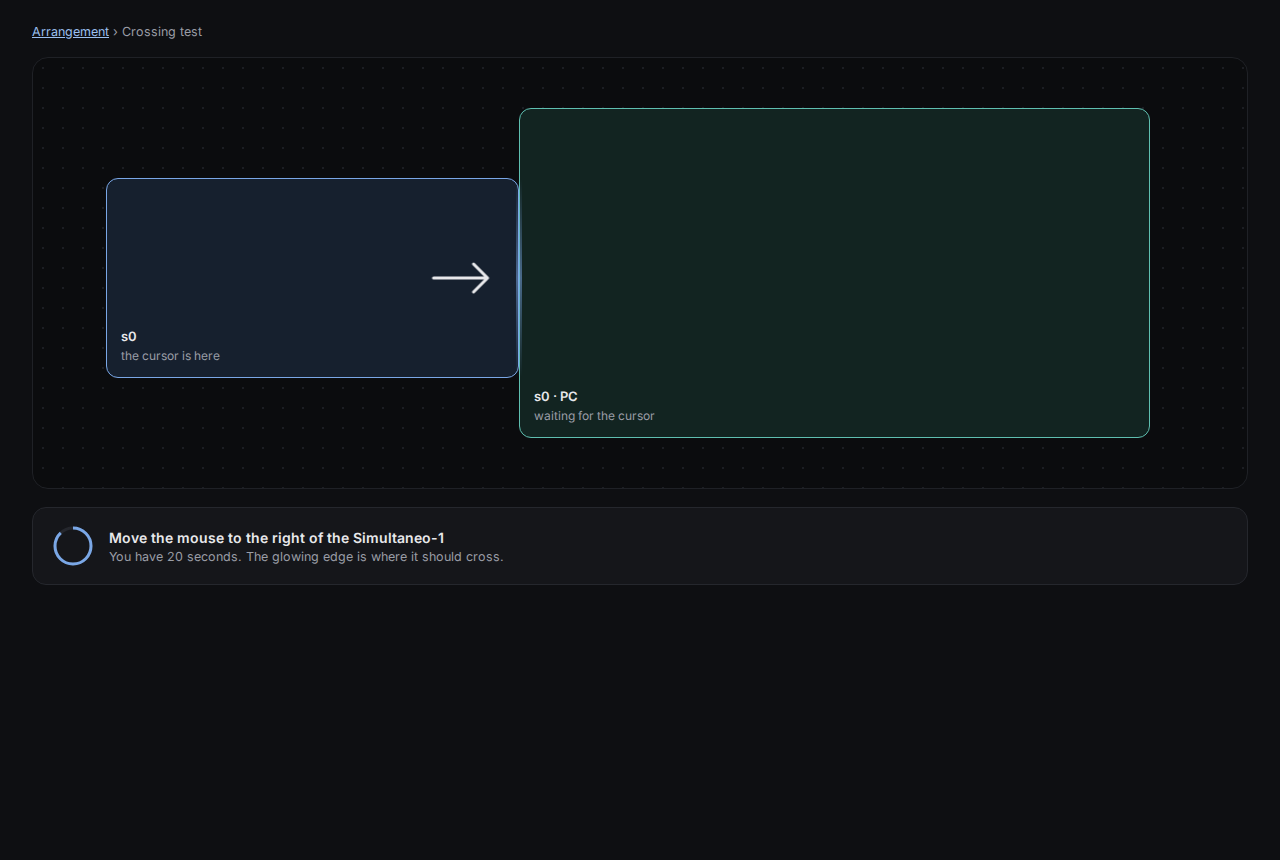 Arrangement › Crossing test
s0
the cursor is here
s0 · PC
waiting for the cursor
Move the mouse to the right of the Simultaneo-1
You have 20 seconds. The glowing edge is where it should cross.